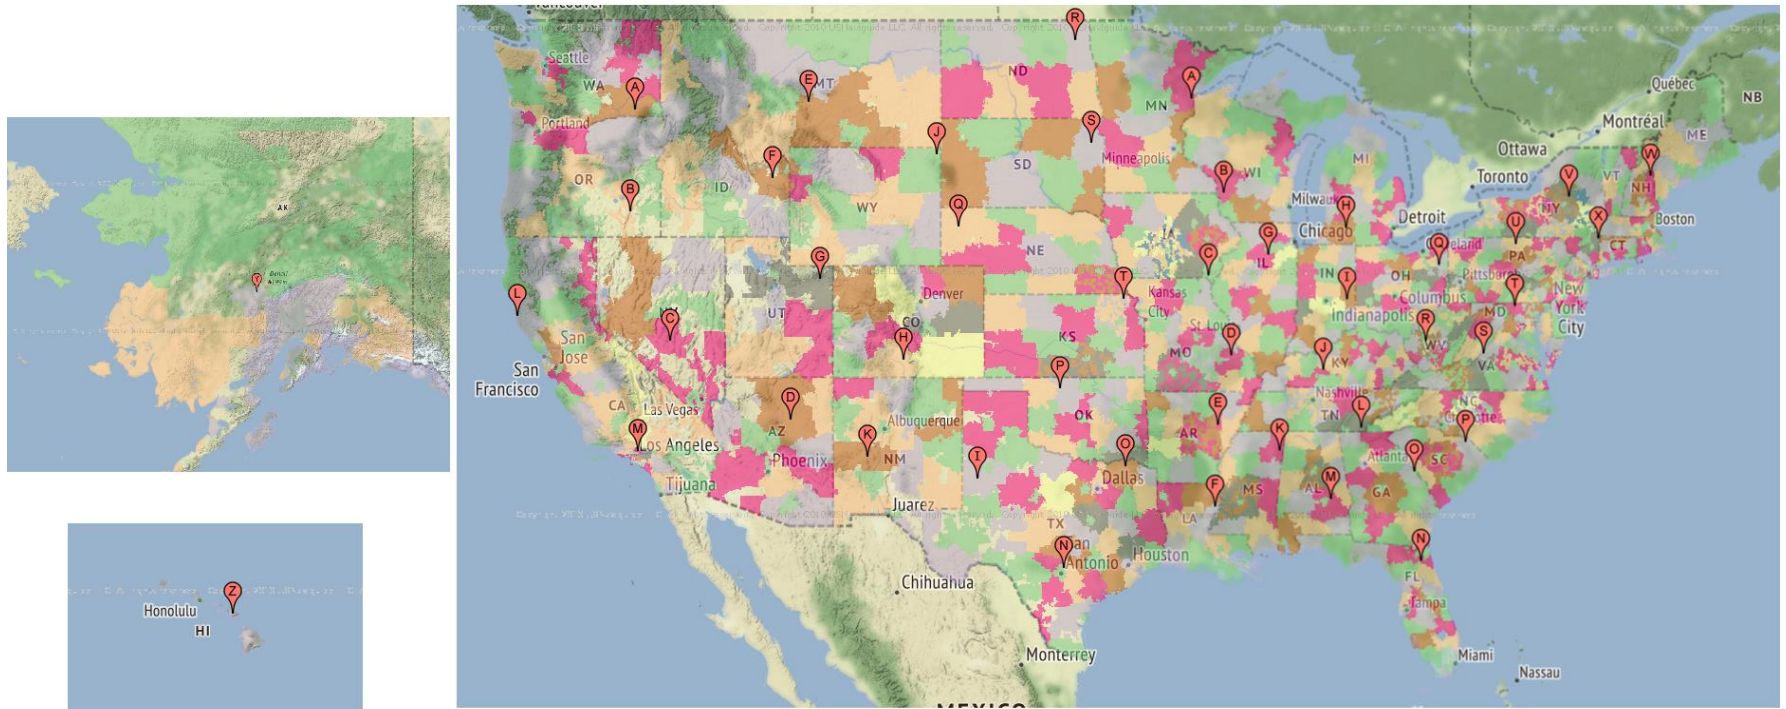 Vancouver
Seattle
WA
A
Portland
OR
B
ID
F
E
MT
J
ND
R
SD
S
MN
A
Minneapolis
B
WI
MI
Milwauk
H
Detroit
Chicago
Toronto
Ottawa
Montréal
Québec
NB
ME
VT
NH
W
V
NY
Boston
X
U
CT
WY
Q
NE
IA
C
G
IL
IN
I
OH
Q
Cleveland
PA
Pittsburgh
T
New
York
City
MD
Columbus
Indianapolis
R
WV
S
VA
G
UT
C
NV
L
San
Jose
San
Francisco
CA
Las Vegas
M
Los Angeles
Tijuana
D
AZ
Phoenix
Denver
CO
H
KS
T
Kansas
City
St Lou
D
MO
J
KY
Nashville
TN
L
NC
Charlotte
P
P
OK
E
AR
K
Atlanta
O
SC
Albuquerque
K
NM
I
O
Dallas
F
MS
AL
M
GA
LA
Juarez
TX
N
San
Antonio
Houston
N
FL
Tampa
Miami
Nassau
Chihuahua
Monterrey
MEXICO
AK
Y
Z
Honolulu
HI